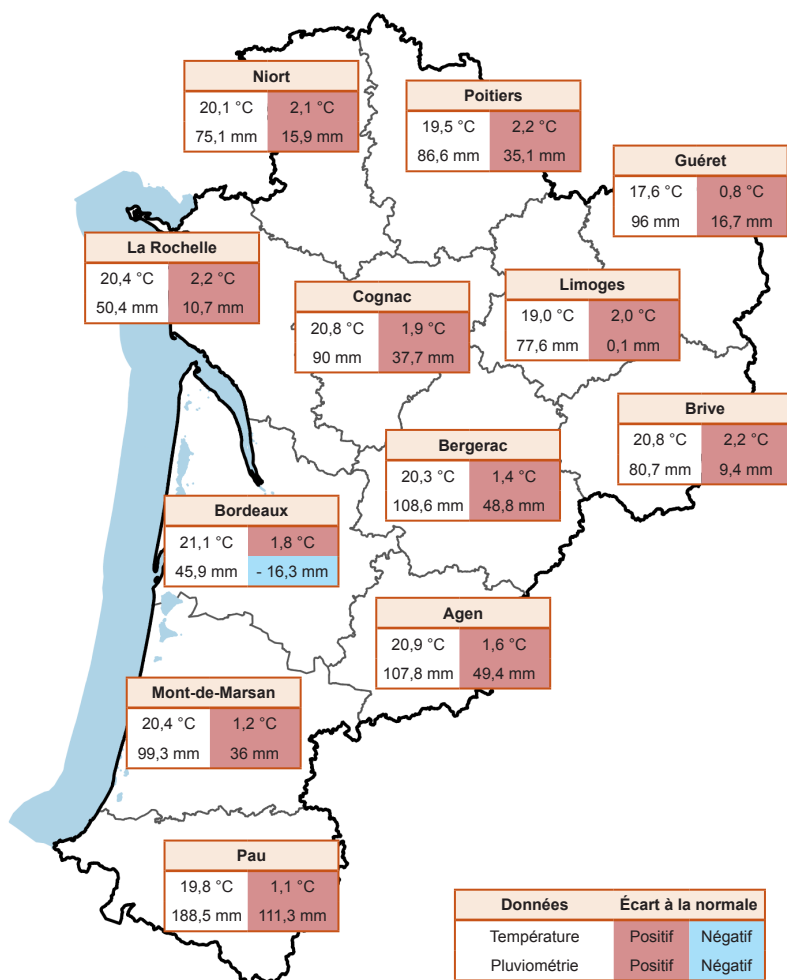 Niort
20,1 °C 2,1 °C
75,1 mm 15,9 mm
Poitiers
19,5 °C 2,2 °C
86,6 mm 35,1 mm
Guéret
17,6 °C 0,8 °C
96 mm 16,7 mm
La Rochelle
20,4 °C 2,2 °C
50,4 mm 10,7 mm
Cognac
20,8 °C 1,9 °C
90 mm 37,7 mm
Limoges
19,0 °C 2,0 °C
77,6 mm 0,1 mm
Brive
20,8 °C 2,2 °C
80,7 mm 9,4 mm
Bergerac
20,3 °C 1,4 °C
108,6 mm 48,8 mm
Bordeaux
21,1 °C 1,8 °C
45,9 mm - 16,3 mm
Agen
20,9 °C 1,6 °C
107,8 mm 49,4 mm
Mont-de-Marsan
20,4 °C 1,2 °C
99,3 mm 36 mm
Pau
19,8 °C 1,1 °C
188,5 mm 111,3 mm
Données Écart à la normale
Température Positif Négatif
Pluviométrie Positif Négatif